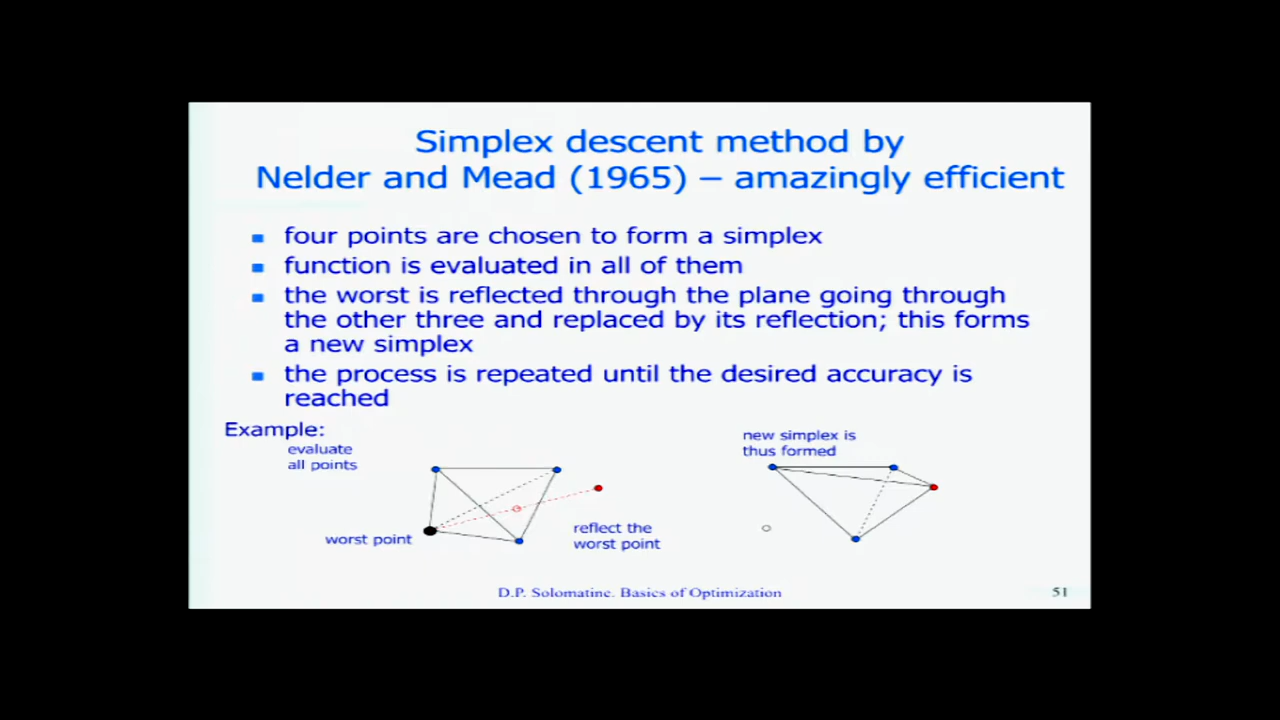 Simplex descent method by
Nelder and Mead (1965) – amazingly efficient
four points are chosen to form a simplex
function is evaluated in all of them
the worst is reflected through the plane going through
the other three and replaced by its reflection; this forms
a new simplex
the process is repeated until the desired accuracy is
reached
Example:
evaluate
all points
worst point
reflect the
worst point
new simplex is
thus formed
D.P. Solomatine. Basics of Optimization
51